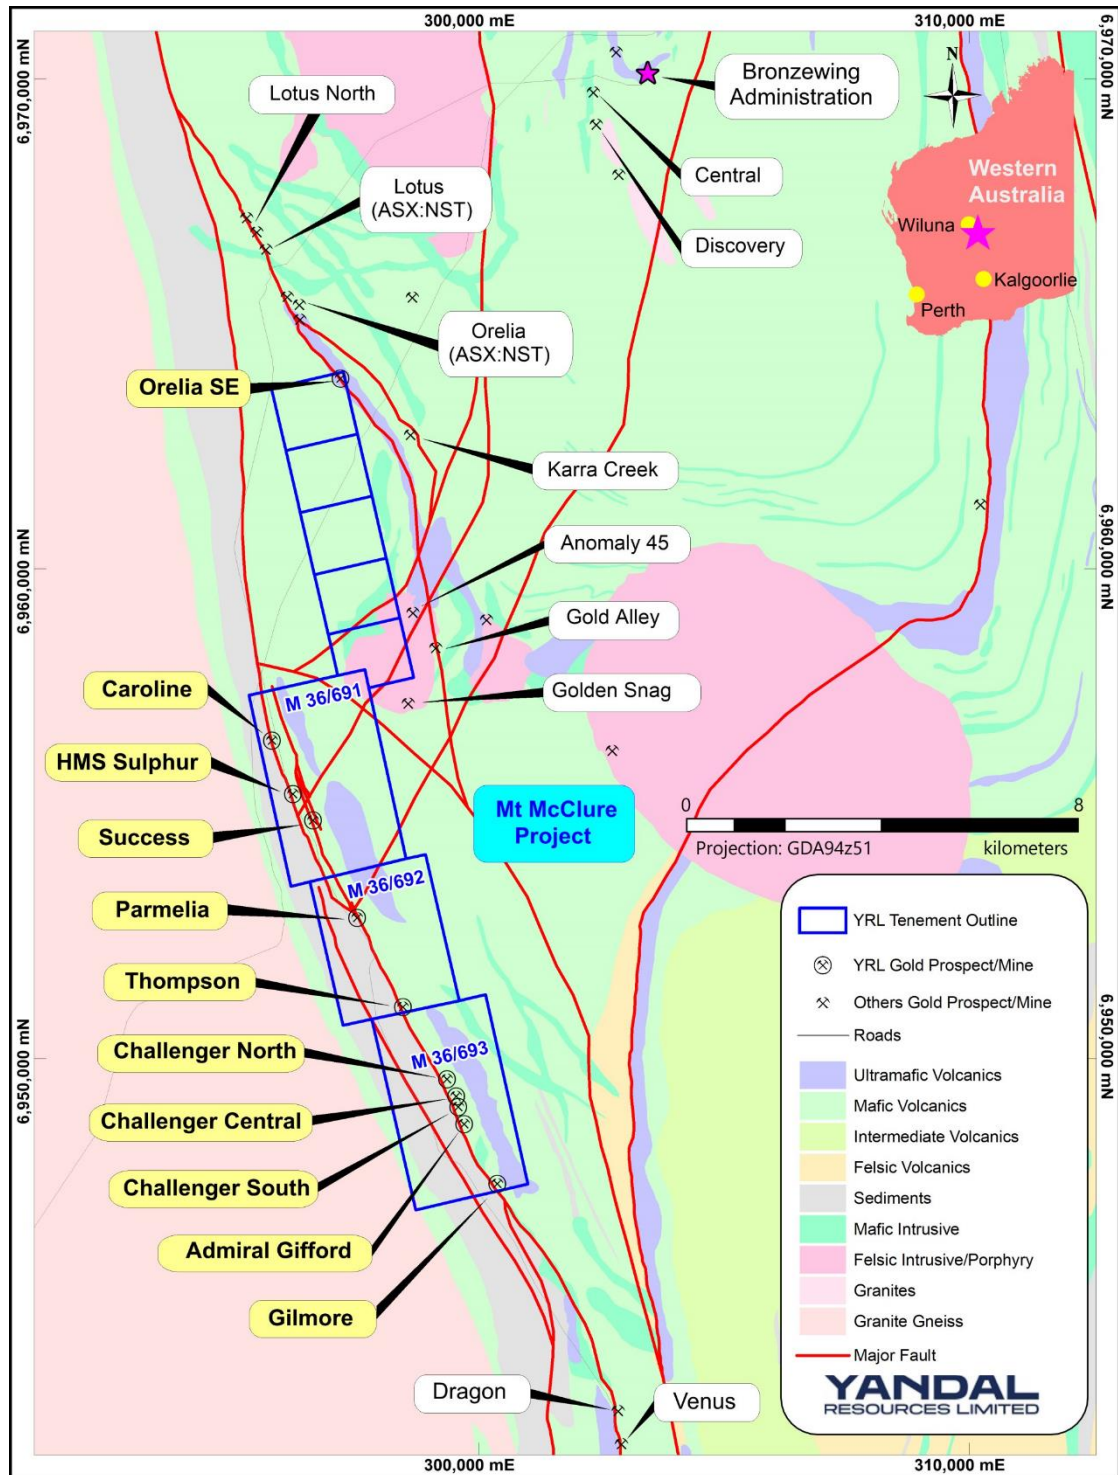 300,000 mE
310,000 mE
6,970,000 mN
6,970,000 mN
Lotus North
Bronzewing
Administration
N
Lotus
(ASX:NST)
Central
Western
Australia
Wiluna
Discovery
Kalgoorlie
Perth
Orelia
(ASX:NST)
Orelia SE
Karra Creek
Anomaly 45
6,960,000 mN
6,960,000 mN
Gold Alley
Caroline
M 36/691
Golden Snag
HMS Sulphur
Mt McClure
Project
0
8
Success
Projection: GDA94z51
kilometers
M 36/692
Parmelia
YRL Tenement Outline
Thompson
YRL Gold Prospect/Mine
Others Gold Prospect/Mine
Roads
Challenger North
M 36/693
6,950,000 mN
6,950,000 mN
Ultramafic Volcanics
Challenger Central
Mafic Volcanics
Intermediate Volcanics
Felsic Volcanics
Challenger South
Sediments
Mafic Intrusive
Admiral Gifford
Felsic Intrusive/Porphyry
Granites
Gilmore
Granite Gneiss
Major Fault
Dragon
Venus
YANDAL
RESOURCES LIMITED
300,000 mE
310,000 mE